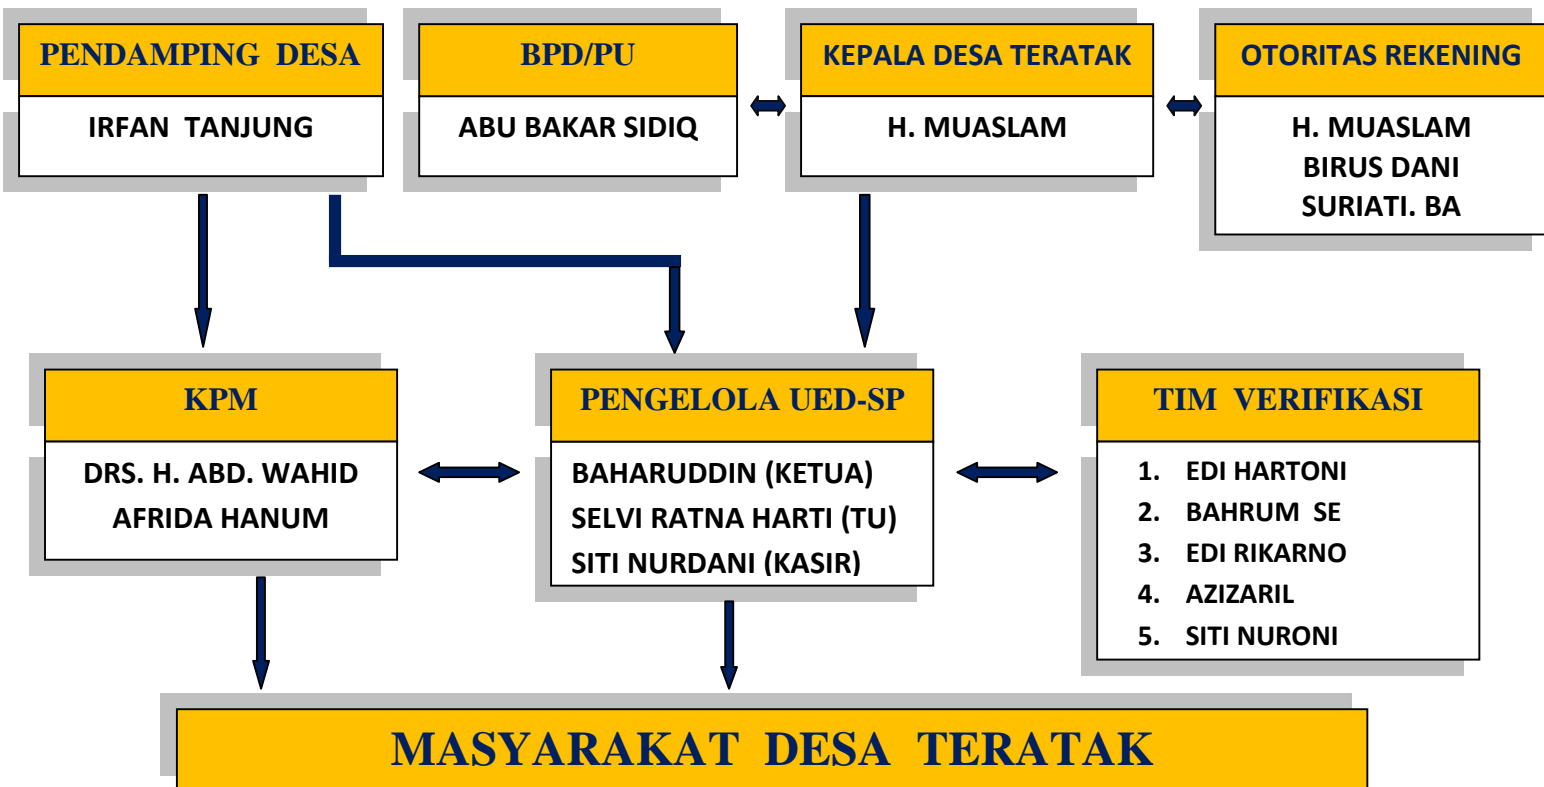 PENDAMPING DESA
IRFAN TANJUNG
BPD/PU
ABU BAKAR SIDIQ
KEPALA DESA TERATAK
H. MUASLAM
OTORITAS REKENING
H. MUASLAM
BIRUS DANI
SURIATI. BA
KPM
DRS. H. ABD. WAHID
AFRIDA HANUM
PENGELOLA UED-SP
BAHARUDDIN (KETUA)
SELVI RATNA HARTI (TU)
SITI NURDANI (KASIR)
TIM VERIFIKASI
1. EDI HARTONI
2. BAHRUM SE
3. EDI RIKARNO
4. AZIZARIL
5. SITI NURONI
MASYARAKAT DESA TERATAK